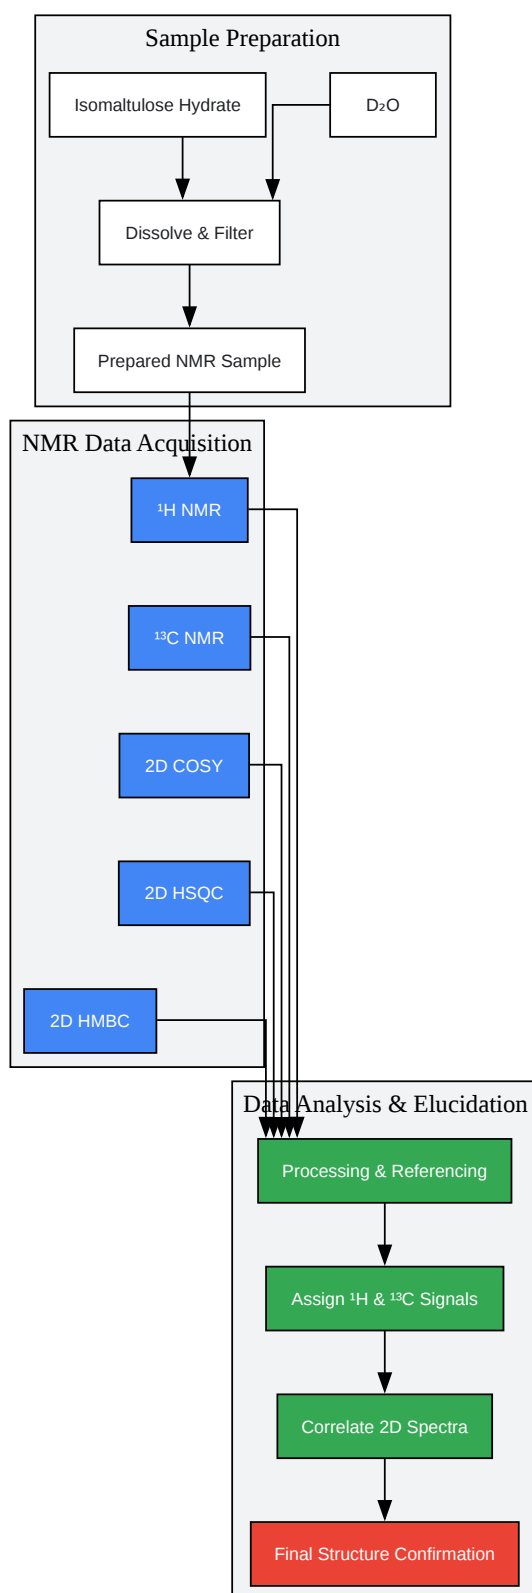 Sample Preparation
Isomaltulose Hydrate
D₂O
Dissolve & Filter
Prepared NMR Sample
NMR Data Acquisition
¹H NMR
¹³C NMR
2D COSY
2D HSQC
2D HMBC
Data Analysis & Elucidation
Processing & Referencing
Assign ¹H & ¹³C Signals
Correlate 2D Spectra
Final Structure Confirmation